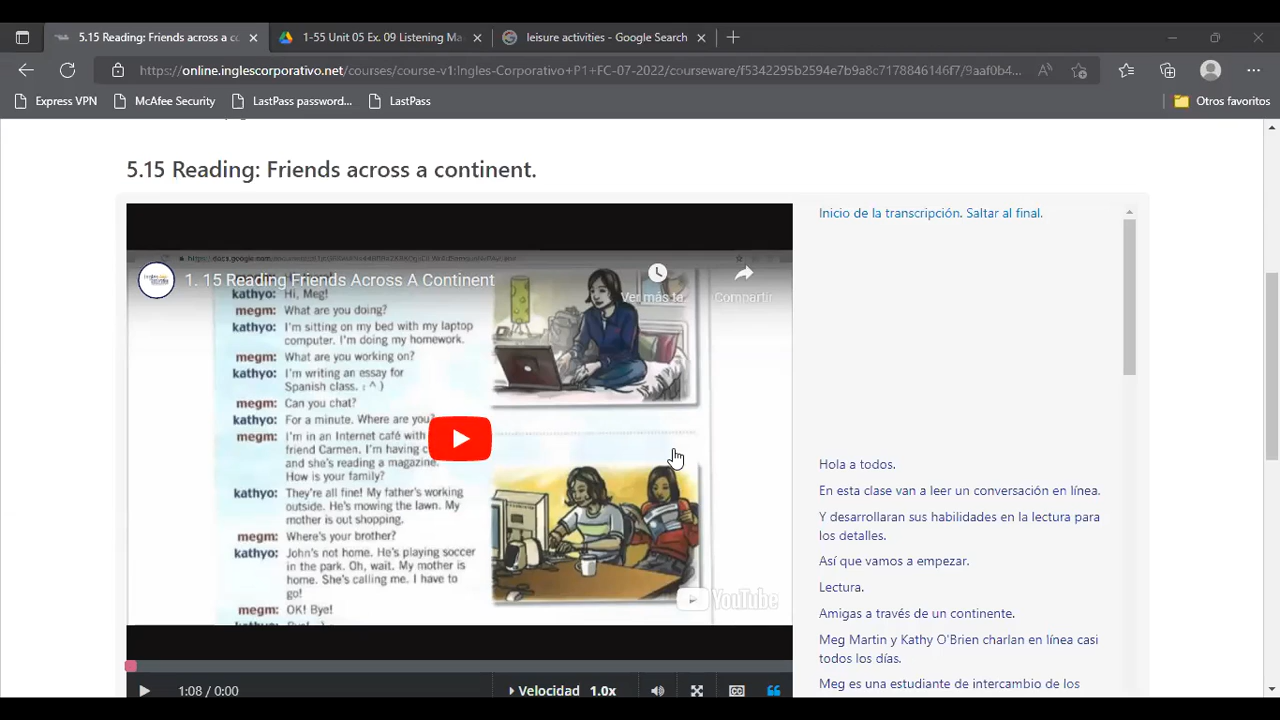 5.15 Reading: Friends across a co
1-55 Unit 05 Ex. 09 Listening Ma
leisure activities - Google Search
https://online.inglescorporativo.net/courses/course-v1:Ingles-Corporativo+P1+FC-07-2022/courseware/f5342295b2594e7b9a8c7178846146f7/9aaf0b4...
Express VPN
McAfee Security
LastPass password...
LastPass
Otros favoritos
5.15 Reading: Friends across a continent.
1. 15 Reading Friends Across A Continent
Ver más ta.
Compartir
kathyo: Hi, Meg!
megm: What are you doing?
kathyo: I'm sitting on my bed with my laptop
computer. I'm doing my homework.
megm: What are you working on?
kathyo: I'm writing an essay for
Spanish class. : ^ )
megm: Can you chat?
kathyo: For a minute. Where are you?
megm: I'm in an Internet café with
friend Carmen. I'm having
and she's reading a magazine.
How is your family?
kathyo: They're all fine! My father's working
outside. He's mowing the lawn. My
mother is out shopping.
megm: Where's your brother?
kathyo: John's not home. He's playing soccer
in the park. Oh, wait. My mother is
home. She's calling me. I have to
go!
megm: OK! Bye!
YouTube
1:08 / 0:00
Velocidad 1.0x
Inicio de la transcripción. Saltar al final.
Hola a todos.
En esta clase van a leer un conversación en línea.
Y desarrollaran sus habilidades en la lectura para
los detalles.
Así que vamos a empezar.
Lectura.
Amigas a través de un continente.
Meg Martin y Kathy O'Brien charlan en línea casi
todos los días.
Meg es una estudiante de intercambio de los